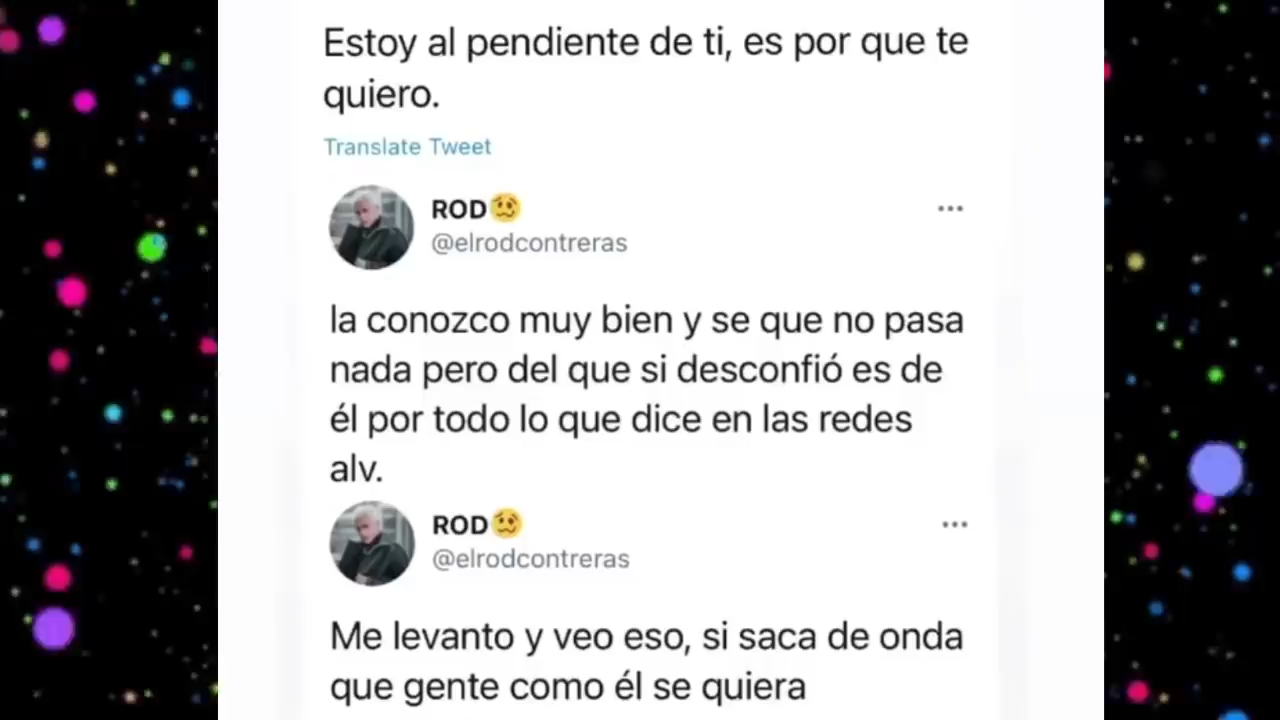 Estoy al pendiente de ti, es por que te
quiero.
Translate Tweet
ROD🥴
@elrodcontreras
la conozco muy bien y se que no pasa
nada pero del que si desconfió es de
él por todo lo que dice en las redes
alv.
ROD🥴
@elrodcontreras
Me levanto y veo eso, si saca de onda
que gente como él se quiera